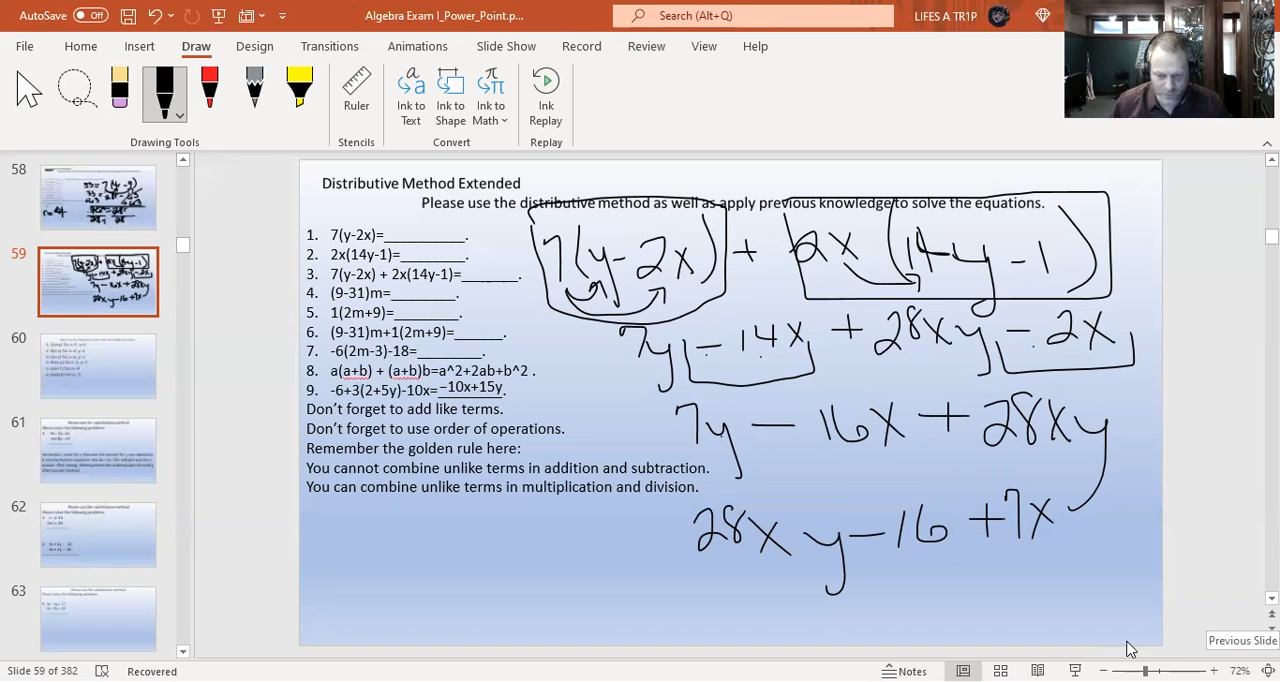 AutoSave Off Algebra Exam I_Power_Point.p... Search (Alt+Q) LIFES A TR1P
File Home Insert Draw Design Transitions Animations Slide Show Record Review View Help
Ruler Ink to Text Ink to Shape Ink to Math Ink Replay
Drawing Tools Stencils Convert Replay
58
59
60
61
62
63
Distributive Method Extended
Please use the distributive method as well as apply previous knowledge to solve the equations.
1. 7(y-2x)=__________.
2. 2x(14y-1)=________.
3. 7(y-2x) + 2x(14y-1)=_______.
4. (9-31)m=________.
5. 1(2m+9)=________.
6. (9-31)m+1(2m+9)=____.
7. -6(2m-3)-18=________.
8. a(a+b) + (a+b)b=a^2+2ab+b^2 .
9. -6+3(2+5y)-10x=−10x+15y.
Don't forget to add like terms.
Don't forget to use order of operations.
Remember the golden rule here:
You cannot combine unlike terms in addition and subtraction.
You can combine unlike terms in multiplication and division.
7(y-2x) + 2x(14y-1)
7y - 14x + 28xy - 2x
7y - 16x + 28xy
28xy - 16 + 7x
Previous Slide
Slide 59 of 382 Recovered Notes 72%